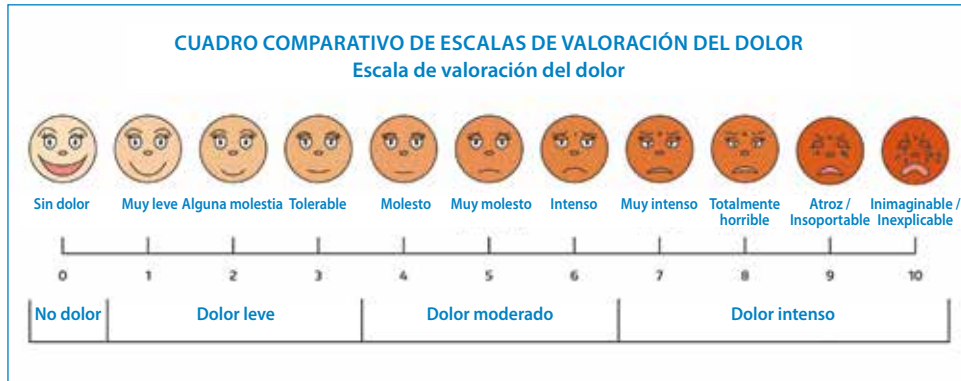 CUADRO COMPARATIVO DE ESCALAS DE VALORACIÓN DEL DOLOR
Escala de valoración del dolor
Sin dolor Muy leve Alguna molestia Tolerable Molesto Muy molesto Intenso Muy intenso Totalmente horrible Atroz / Insoportable Inimaginable / Inexplicable
0 1 2 3 4 5 6 7 8 9 10
No dolor Dolor leve Dolor moderado Dolor intenso